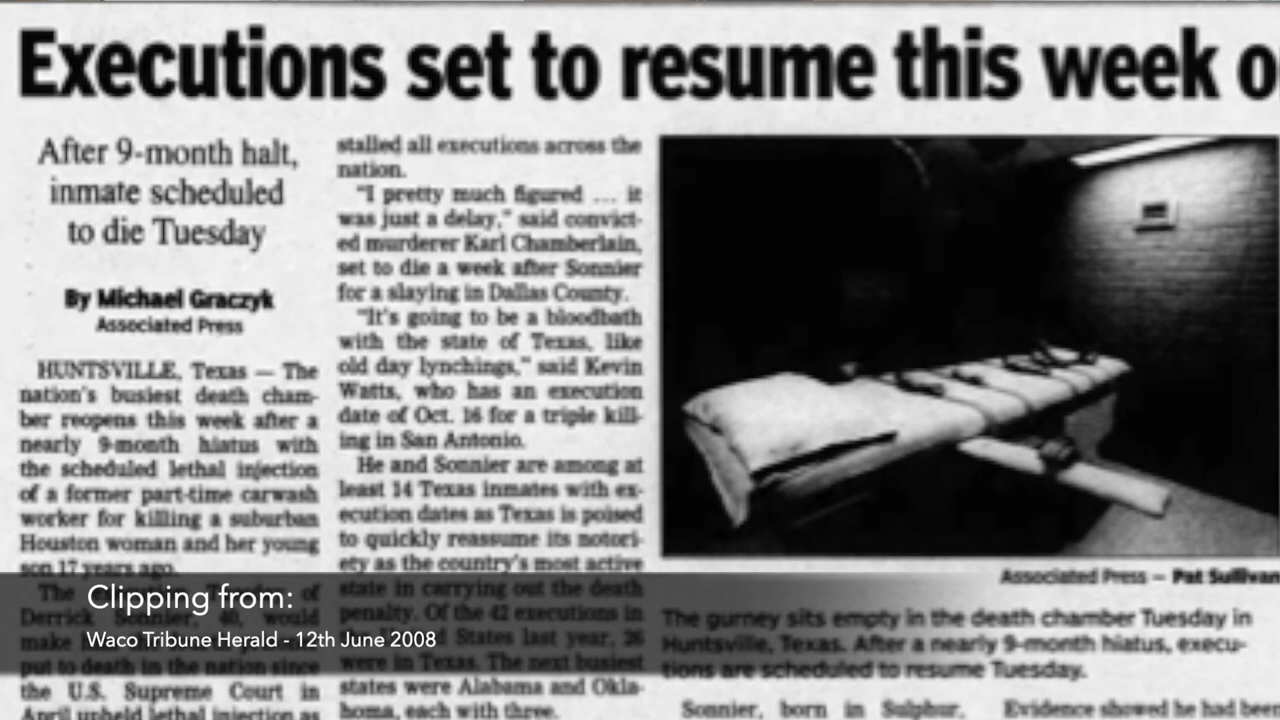 Executions set to resume this week o
After 9-month halt,
inmate scheduled
to die Tuesday
By Michael Graczyk
Associated Press
HUNTSVILLE, Texas — The
nation's busiest death cham-
ber reopens this week after a
nearly 9-month hiatus with
the scheduled lethal injection
of a former part-time carwash
worker for killing a suburban
Houston woman and her young
son 17 years ago.
The of
Derrick Sonnier, 40, would
make
put to death in the nation since
the U.S. Supreme Court in
April upheld lethal injection as
stalled all executions across the
nation.
"I pretty much figured ... it
was just a delay," said convict-
ed murderer Karl Chamberlain,
set to die a week after Sonnier
for a slaying in Dallas County.
"It's going to be a bloodbath
with the state of Texas, like
old day lynchings," said Kevin
Watts, who has an execution
date of Oct. 16 for a triple kill-
ing in San Antonio.
He and Sonnier are among at
least 14 Texas inmates with ex-
ecution dates as Texas is poised
to quickly reassume its notori-
ety as the country's most active
state in carrying out the death
penalty. Of the 42 executions in
States last year, 26
were in Texas. The next busiest
states were Alabama and Okla-
homa, each with three.
Associated Press — Pat Sullivan
The gurney sits empty in the death chamber Tuesday in
Huntsville, Texas. After a nearly 9-month hiatus, execu-
tions are scheduled to resume Tuesday.
Sonnier, born in Sulphur,
Evidence showed he had been
Clipping from:
Waco Tribune Herald - 12th June 2008